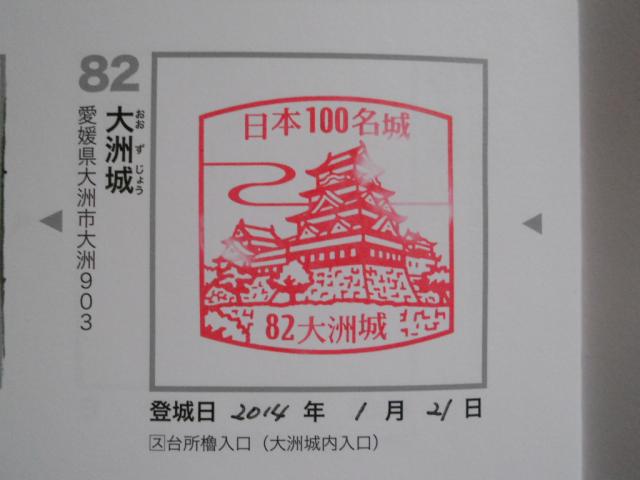 82
大洲城
おおずじょう
愛媛県大洲市大洲903
日本100名城
82大洲城
登城日 2014 年 1 月 21 日
ス台所櫓入口（大洲城内入口）